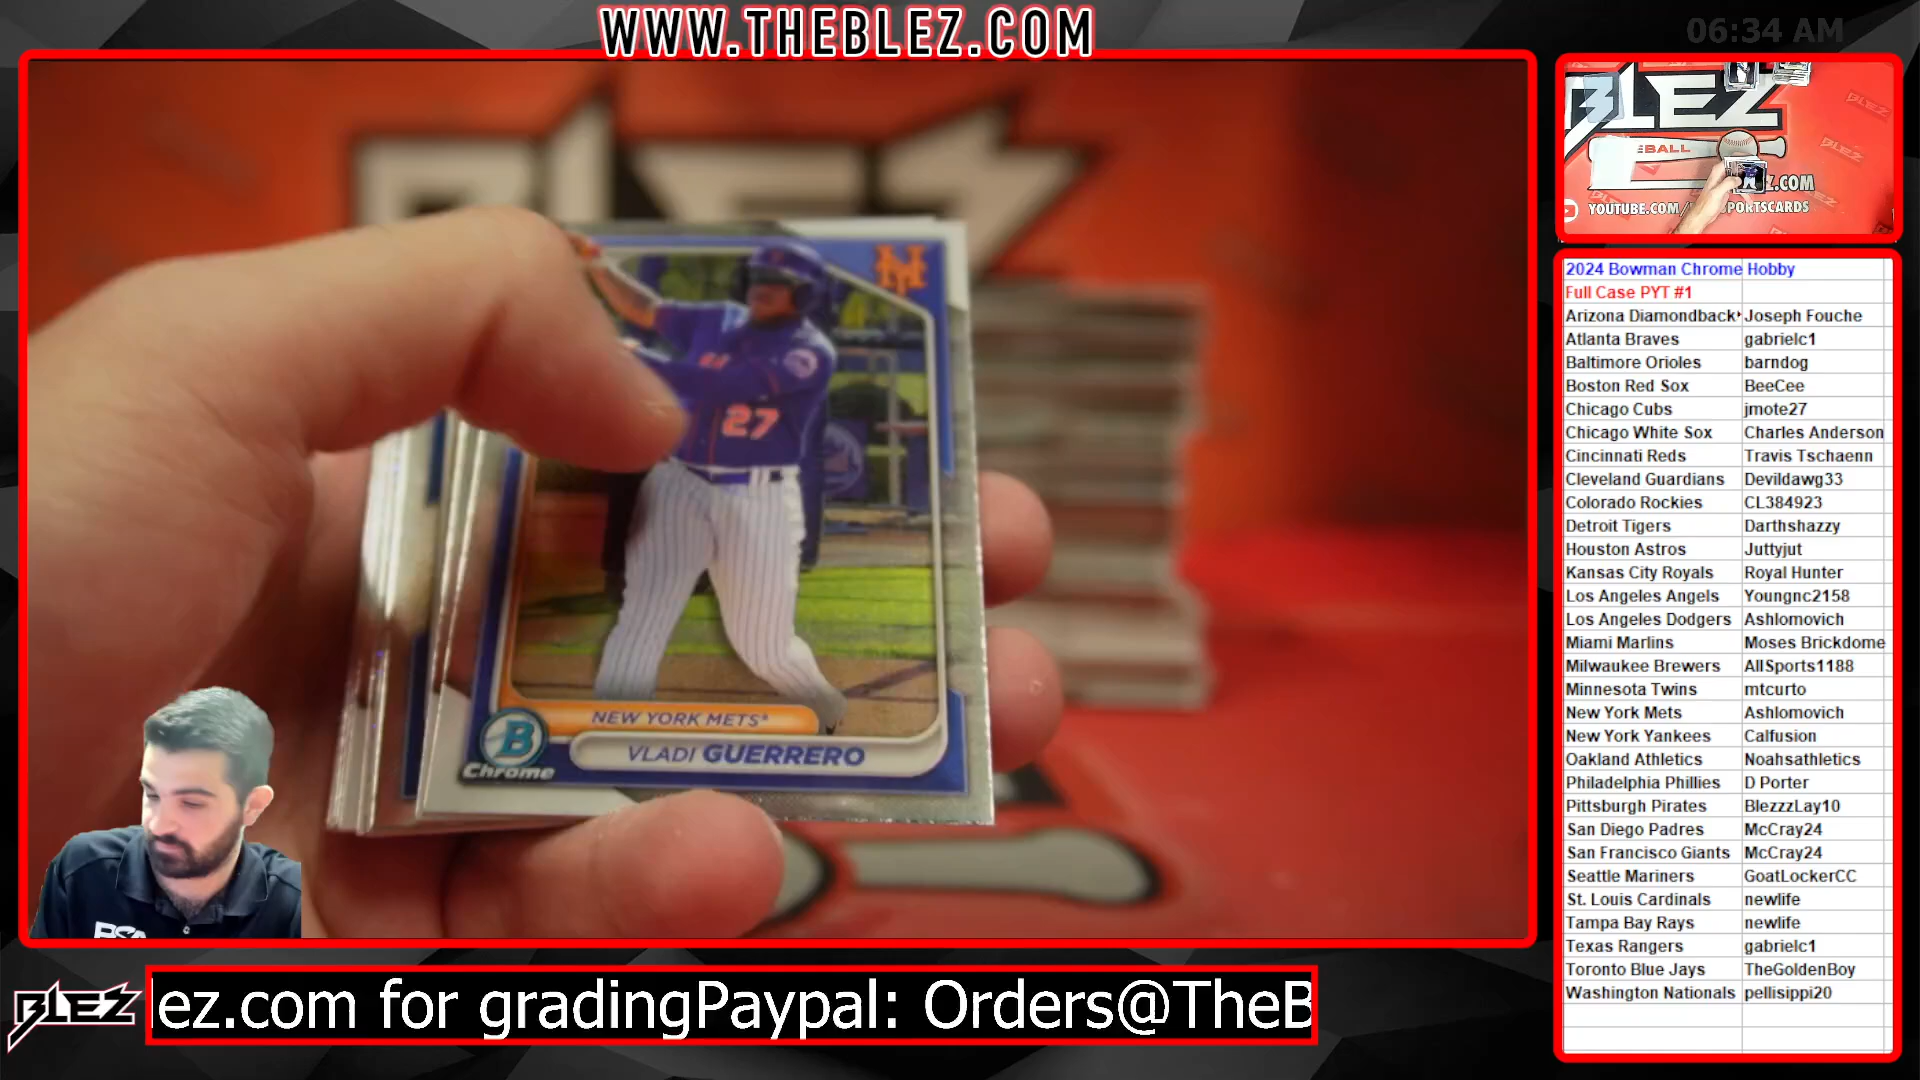 WWW.THEBLEZ.COM
06:34 AM
BLEZ
27
NEW YORK METS
VLADI GUERRERO
B
Chrome
BLEZ
EBALL
Z.COM
YOUTUBE.COM/
PORTSCARDS
2024 Bowman Chrome Hobby
Full Case PYT #1
Arizona Diamondback Joseph Fouche
Atlanta Braves gabrielc1
Baltimore Orioles barndog
Boston Red Sox BeeCee
Chicago Cubs jmote27
Chicago White Sox Charles Anderson
Cincinnati Reds Travis Tschaenn
Cleveland Guardians Devildawg33
Colorado Rockies CL384923
Detroit Tigers Darthshazzy
Houston Astros Juttyjut
Kansas City Royals Royal Hunter
Los Angeles Angels Youngnc2158
Los Angeles Dodgers Ashlomovich
Miami Marlins Moses Brickdome
Milwaukee Brewers AllSports1188
Minnesota Twins mtcurto
New York Mets Ashlomovich
New York Yankees Calfusion
Oakland Athletics Noahsathletics
Philadelphia Phillies D Porter
Pittsburgh Pirates BlezzzLay10
San Diego Padres McCray24
San Francisco Giants McCray24
Seattle Mariners GoatLockerCC
St. Louis Cardinals newlife
Tampa Bay Rays newlife
Texas Rangers gabrielc1
Toronto Blue Jays TheGoldenBoy
Washington Nationals pellisippi20
BLEZ
lez.com for gradingPaypal: Orders@TheB